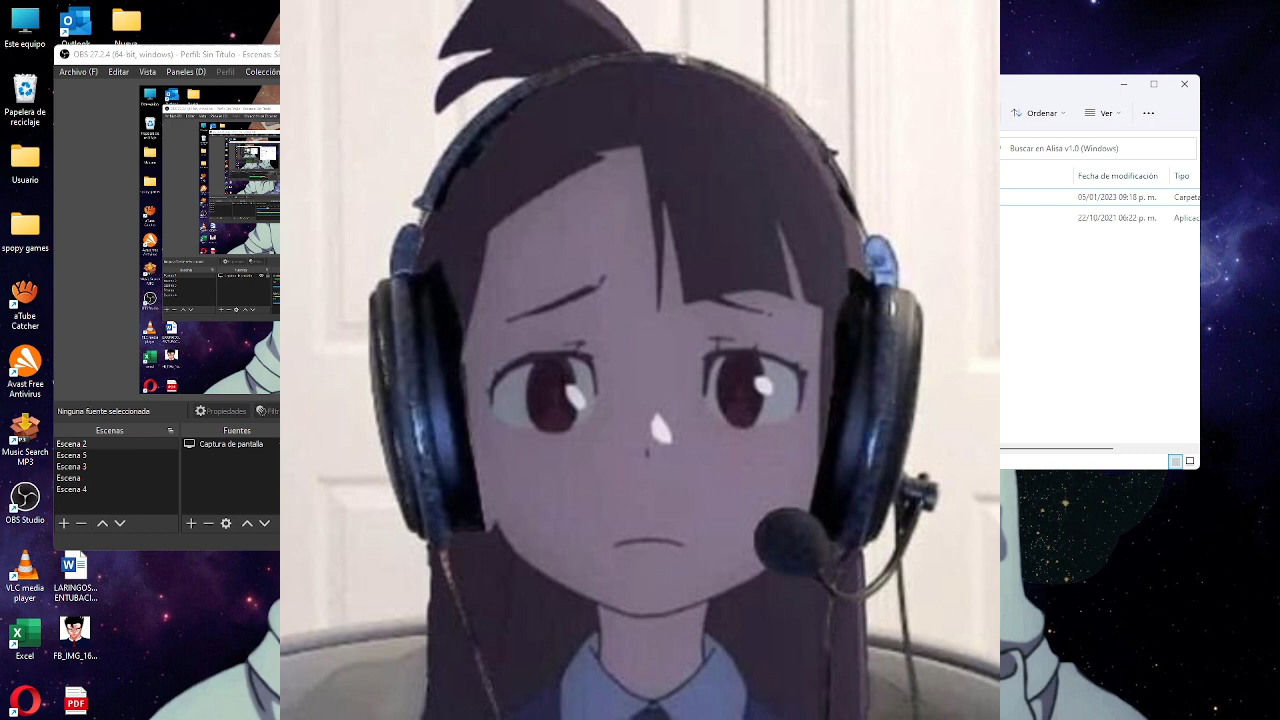 Este equipo
Outlook
Nueva
OBS 27.2.4 (64-bit, windows) - Perfil: Sin Título - Escenas: Si
Archivo (F) Editar Vista Paneles (D) Perfil Colección
Papelera de
reciclaje
Usuario
spopy games
aTube
Catcher
Avast Free
Antivirus
Music Search
MP3
OBS Studio
VLC media
player
Excel
Ninguna fuente seleccionada
Propiedades
Filtr
Escenas
Fuentes
Escena 2
Captura de pantalla
Escena 5
Escena 3
Escena
Escena 4
LARINGOS...
ENTUBACI...
FB_IMG_16...
PDF
Ordenar
Buscar en Alisa v1.0 (Windows)
Fecha de modificación Tipo
05/01/2023 09:18 p. m. Carpeta
22/10/2021 06:22 p. m. Aplicac